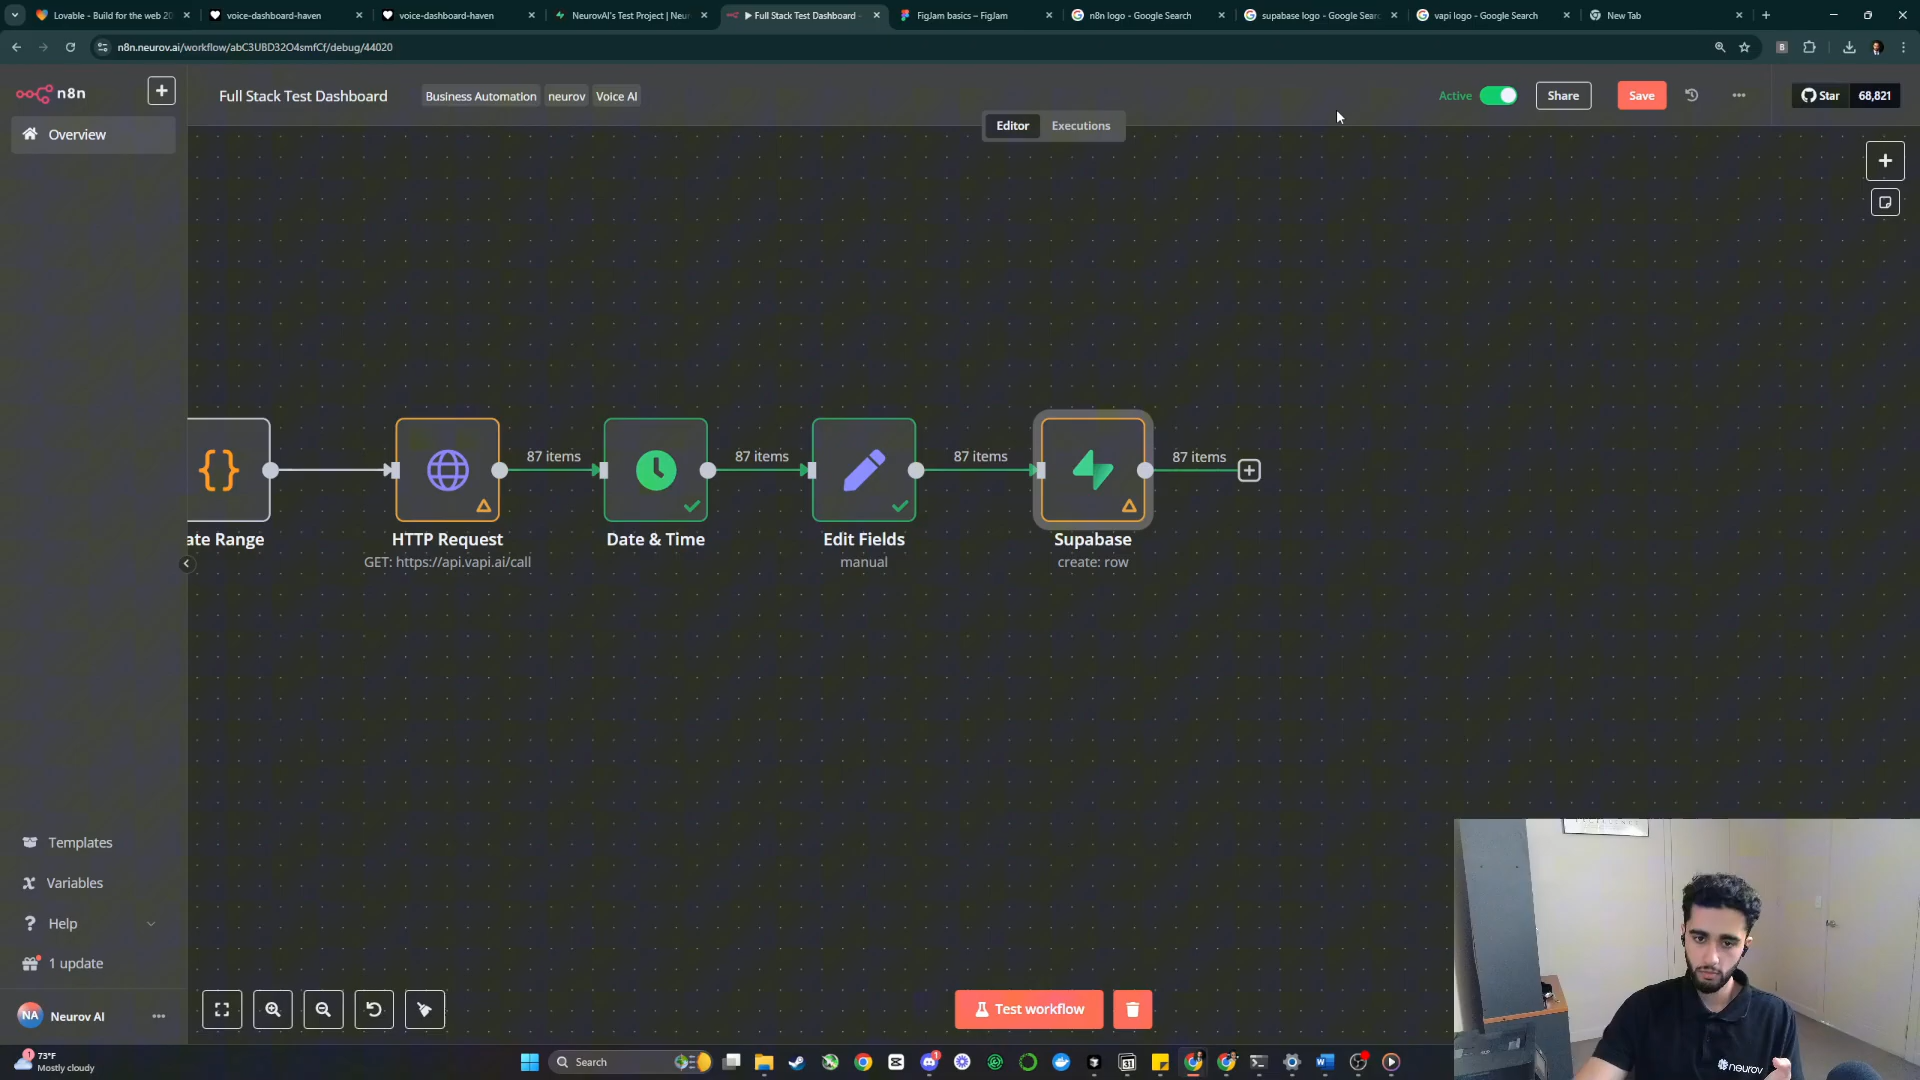 Lovable - Build for the web 20
voice-dashboard-haven
voice-dashboard-haven
NeurovAI's Test Project | Neur
Full Stack Test Dashboard -
FigJam basics – FigJam
n8n logo - Google Search
supabase logo - Google Searc
vapi logo - Google Search
New Tab
n8n.neurov.ai/workflow/abC3UBD32O4smfCf/debug/44020
B
n8n
Full Stack Test Dashboard
Business Automation
neurov
Voice AI
Active
Share
Save
Star
68,821
Overview
Editor
Executions
87 items
87 items
87 items
87 items
ate Range
HTTP Request
GET: https://api.vapi.ai/call
Date & Time
Edit Fields
manual
Supabase
create: row
Templates
Variables
Help
1 update
NA
Neurov AI
Test workflow
neurov
1
73°F
Mostly cloudy
Search
1
31